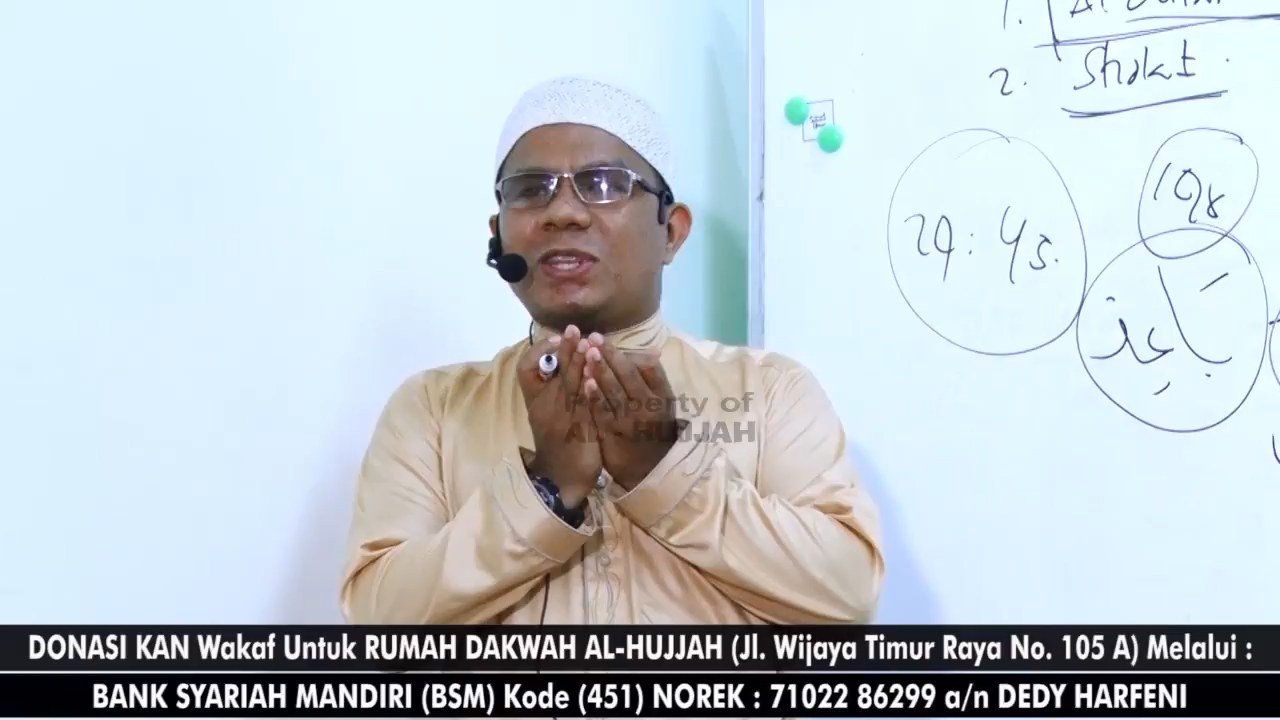 1.
2. Sholat.
29 : 45.
Property of
AL - HUJJAH
DONASI KAN Wakaf Untuk RUMAH DAKWAH AL-HUJJAH (Jl. Wijaya Timur Raya No. 105 A) Melalui :
BANK SYARIAH MANDIRI (BSM) Kode (451) NOREK : 71022 86299 a/n DEDY HARFENI